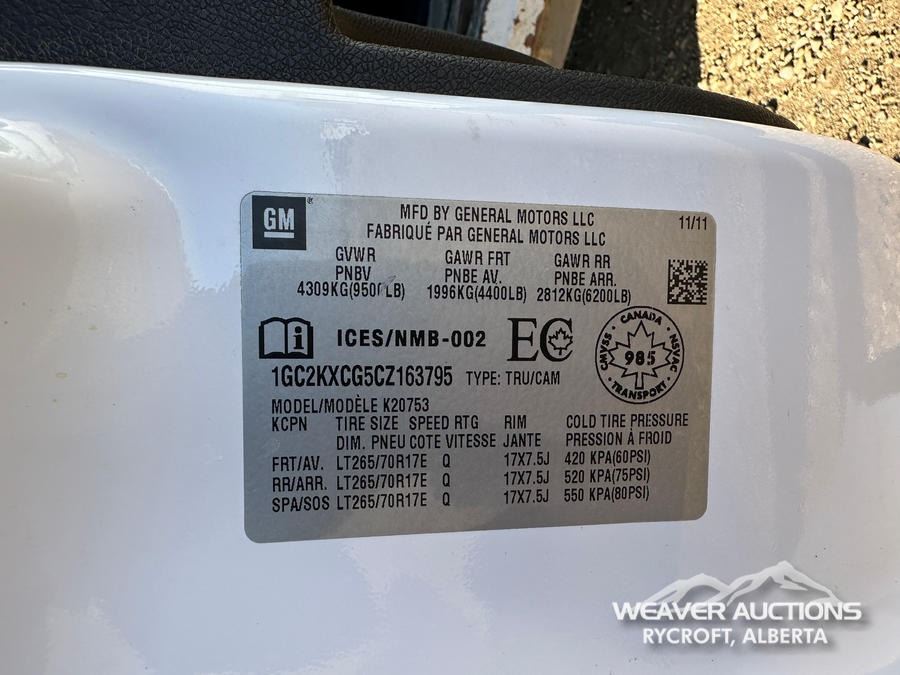 GM
MFD BY GENERAL MOTORS LLC
11/11
FABRIQUÉ PAR GENERAL MOTORS LLC
GVWR GAWR FRT GAWR RR
PNBV PNBE AV. PNBE ARR.
4309KG(9500LB) 1996KG(4400LB) 2812KG(6200LB)
ICES/NMB-002 EC
CANADA
CMVSS NSVAC
985
TRANSPORT
1GC2KXCG5CZ163795 TYPE: TRU/CAM
MODEL/MODÈLE K20753
KCPN TIRE SIZE SPEED RTG RIM COLD TIRE PRESSURE
DIM. PNEU COTE VITESSE JANTE PRESSION À FROID
FRT/AV. LT265/70R17E Q 17X7.5J 420 KPA(60PSI)
RR/ARR. LT265/70R17E Q 17X7.5J 520 KPA(75PSI)
SPA/SOS LT265/70R17E Q 17X7.5J 550 KPA(80PSI)
WEAVER AUCTIONS
RYCROFT, ALBERTA